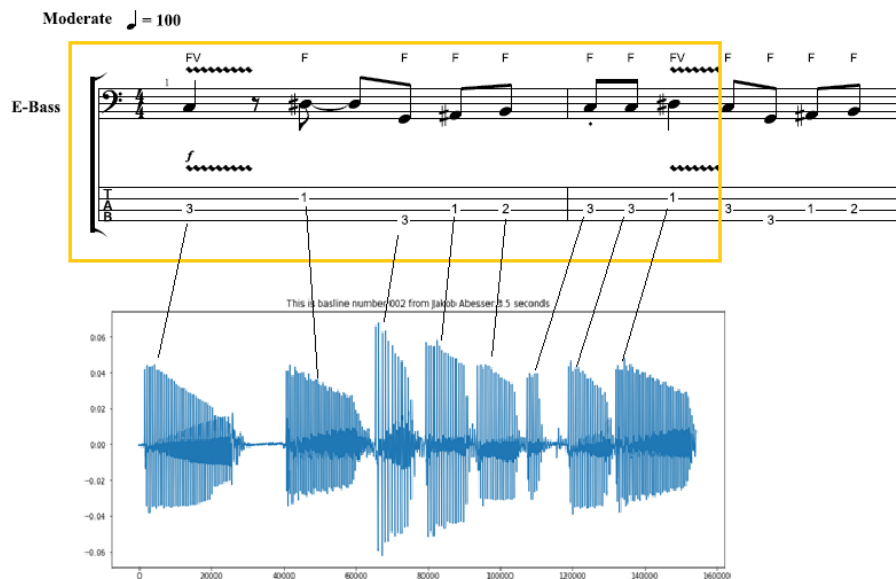 Moderate ♩ = 100
FV F F F F F F FV F F F F
1
E-Bass
4
4
f
T
A
B
3 1 3 1 2 3 3 1 3 3 1 2
This is basline number 002 from Jakob Abesser 3.5 seconds
0.06
0.04
0.02
0.00
−0.02
−0.04
−0.06
0 20000 40000 60000 80000 100000 120000 140000 160000